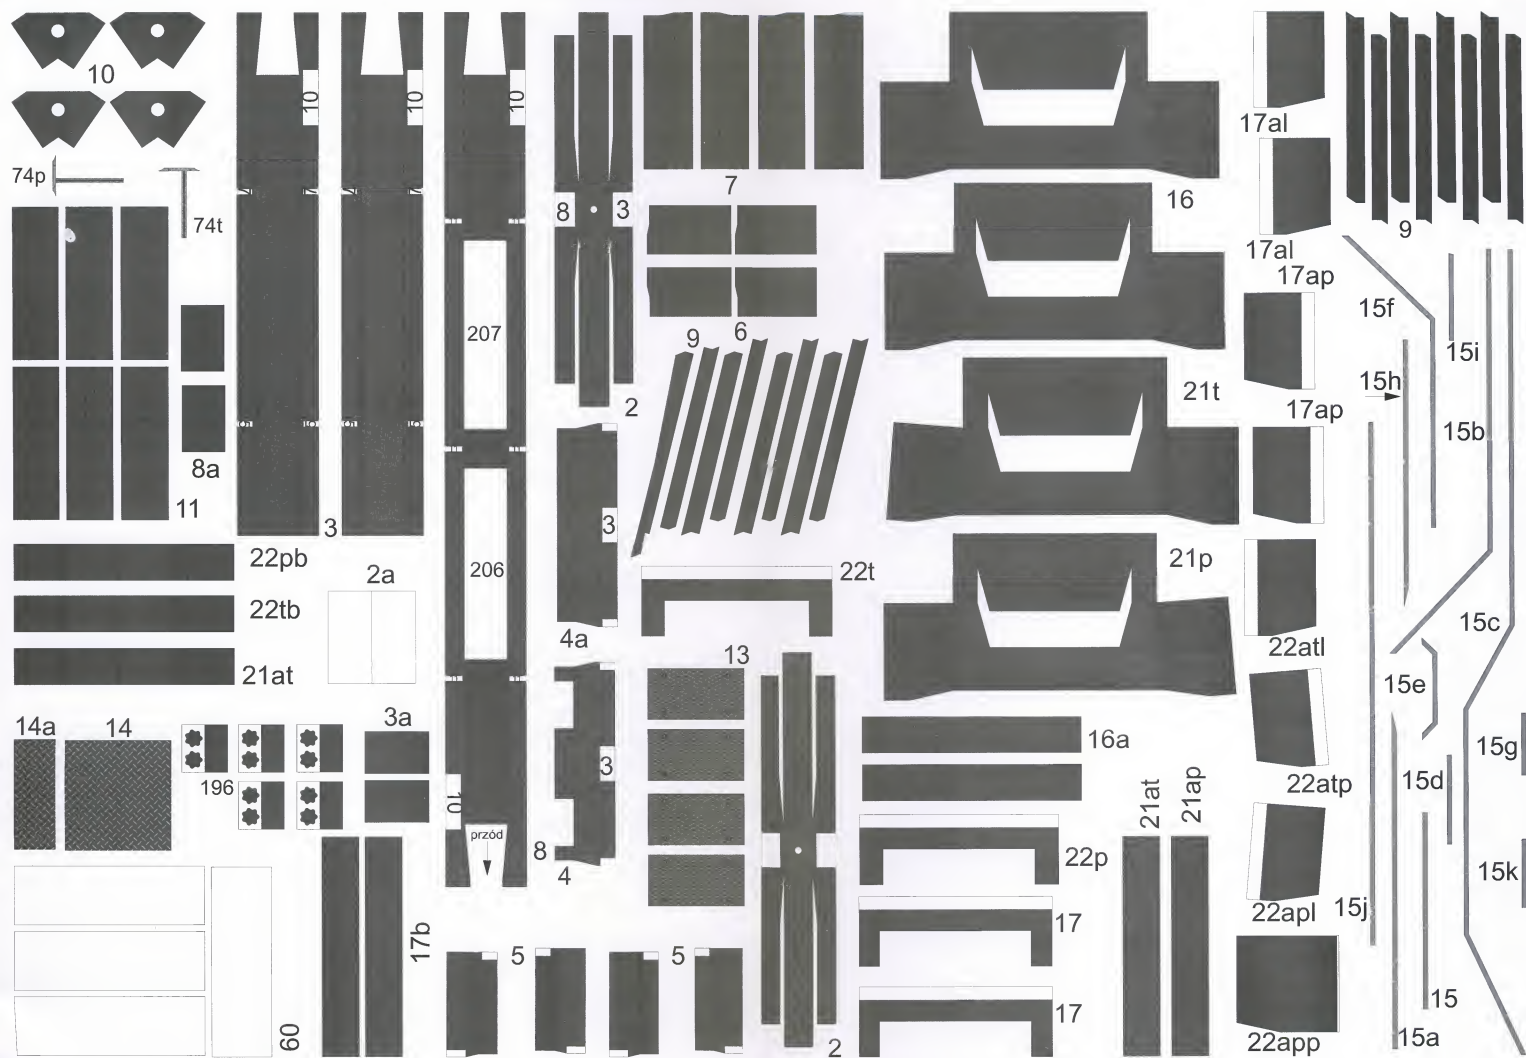 10
74p
74t
11
8a
10
10
10
3
207
206
przód
10
8
8
3
2
7
6
9
3
4a
3
4
22t
13
2
16
21t
21p
17al
17al
17ap
17ap
22atl
22atp
22apl
22app
9
15f
15i
15h
15b
15c
15e
15g
15d
15k
15j
15
15a
22pb
22tb
21at
2a
14a
14
196
3a
60
17b
5
5
16a
22p
17
17
21at
21ap